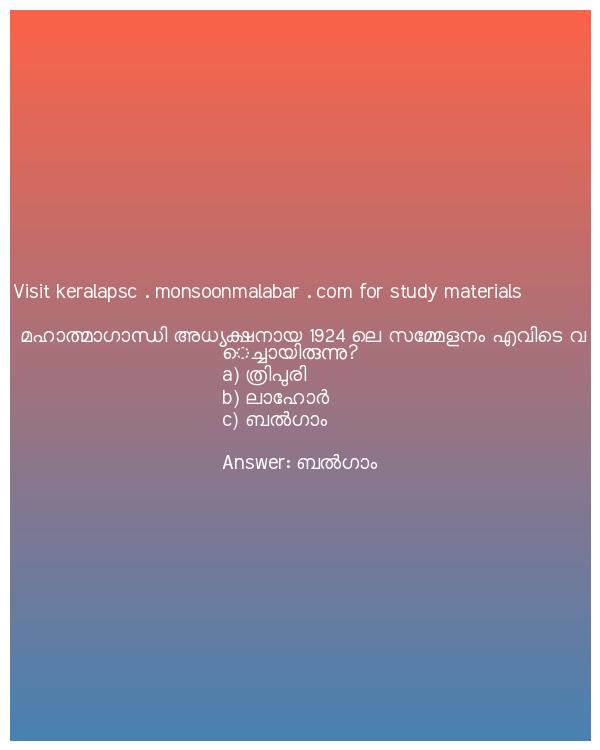 Visit keralapsc . monsoonmalabar . com for study materials
മഹാത്മാഗാന്ധി അധ്യക്ഷനായ 1924 ലെ സമ്മേളനം എവിടെ വ
െച്ചായിരുന്നു?
a) ത്രിപുരി
b) ലാഹോർ
c) ബൽഗാം
Answer: ബൽഗാം